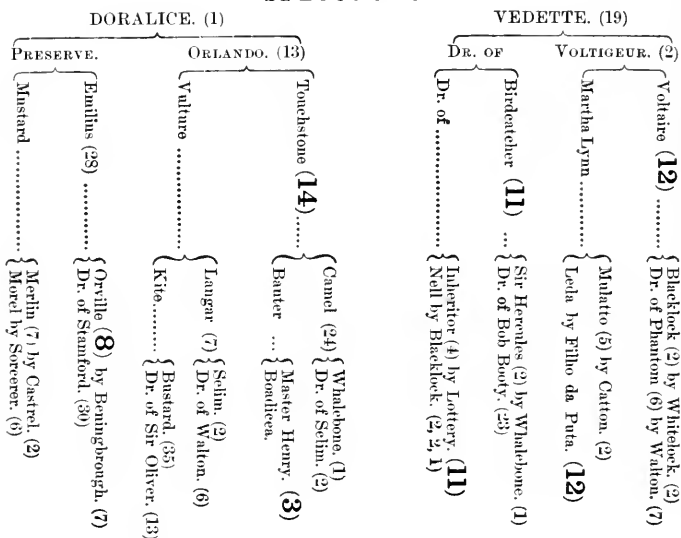 DORALICE. (1)
PRESERVE.
ORLANDO. (13)
Mustard
Emilius (28)
Vulture
Touchstone (14)
Merlin (7) by Castrel. (2)
Morel by Sorcerer. (6)
Orville (8) by Beningbrough. (7)
Dr. of Stamford. (30)
Kite
Langar (7)
Banter
Camel (24)
Bustard. (35)
Dr. of Sir Oliver. (13)
Selim. (2)
Dr. of Walton. (6)
Master Henry. (3)
Boadicea.
Whalebone. (1)
Dr. of Selim. (2)
VEDETTE. (19)
DR. OF
VOLTIGEUR. (2)
Dr. of
Birdcatcher (11)
Martha Lynn
Voltaire (12)
Inheritor (4) by Lottery. (11)
Nell by Blacklock. (2, 2, 1)
Sir Hercules (2) by Whalebone. (1)
Dr. of Bob Booty. (23)
Mulatto (5) by Catton. (2)
Leda by Filho da Puta. (12)
Blacklock (2) by Whitelock. (2)
Dr. of Phantom (6) by Walton. (7)